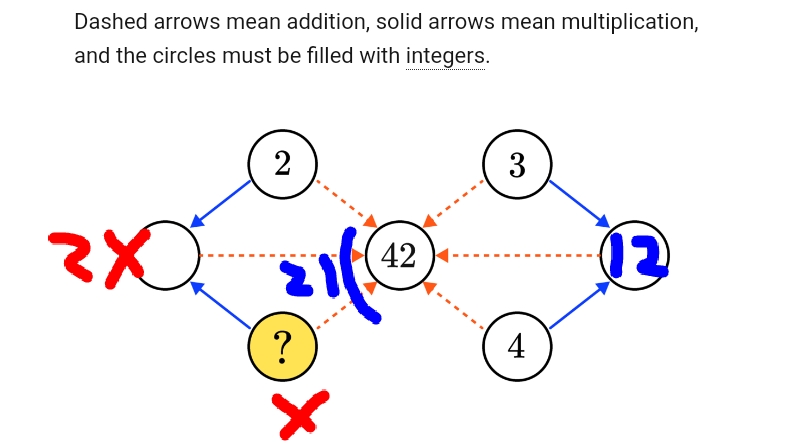 Dashed arrows mean addition, solid arrows mean multiplication,
and the circles must be filled with integers.
2 3
2x 21( 42 12
? 4
x